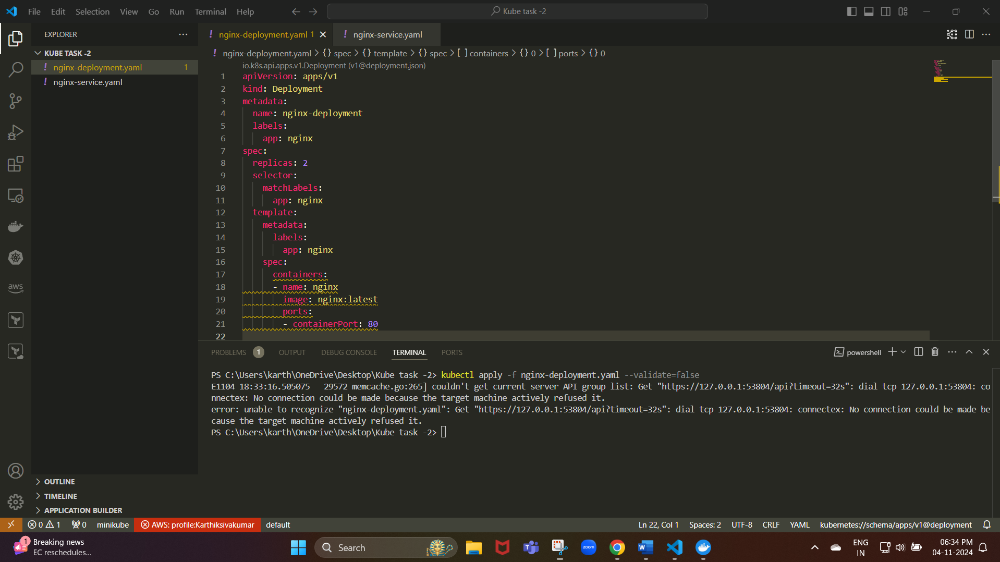 File Edit Selection View Go Run Terminal Help
Kube task -2
EXPLORER
KUBE TASK -2
! nginx-deployment.yaml 1
! nginx-service.yaml
! nginx-deployment.yaml 1
! nginx-service.yaml
! nginx-deployment.yaml > {} spec > {} template > {} spec > [ ] containers > {} 0 > [ ] ports > {} 0
io.k8s.api.apps.v1.Deployment (v1@deployment.json)
1 apiVersion: apps/v1
2 kind: Deployment
3 metadata:
4   name: nginx-deployment
5   labels:
6     app: nginx
7 spec:
8   replicas: 2
9   selector:
10     matchLabels:
11       app: nginx
12   template:
13     metadata:
14       labels:
15         app: nginx
16     spec:
17       containers:
18       - name: nginx
19         image: nginx:latest
20         ports:
21         - containerPort: 80
22
PROBLEMS 1 OUTPUT DEBUG CONSOLE TERMINAL PORTS
powershell
PS C:\Users\karth\OneDrive\Desktop\Kube task -2> kubectl apply -f nginx-deployment.yaml --validate=false
E1104 18:33:16.505075   29572 memcache.go:265] couldn't get current server API group list: Get "https://127.0.0.1:53804/api?timeout=32s": dial tcp 127.0.0.1:53804: co
nnectex: No connection could be made because the target machine actively refused it.
error: unable to recognize "nginx-deployment.yaml": Get "https://127.0.0.1:53804/api?timeout=32s": dial tcp 127.0.0.1:53804: connectex: No connection could be made be
cause the target machine actively refused it.
PS C:\Users\karth\OneDrive\Desktop\Kube task -2>
aws
OUTLINE
TIMELINE
APPLICATION BUILDER
0 1 0 minikube AWS: profile:Karthiksivakumar default
Ln 22, Col 1 Spaces: 2 UTF-8 CRLF YAML kubernetes://schema/apps/v1@deployment
1
Breaking news
EC reschedules...
Search
zoom
W
ENG
IN
06:34 PM
04-11-2024